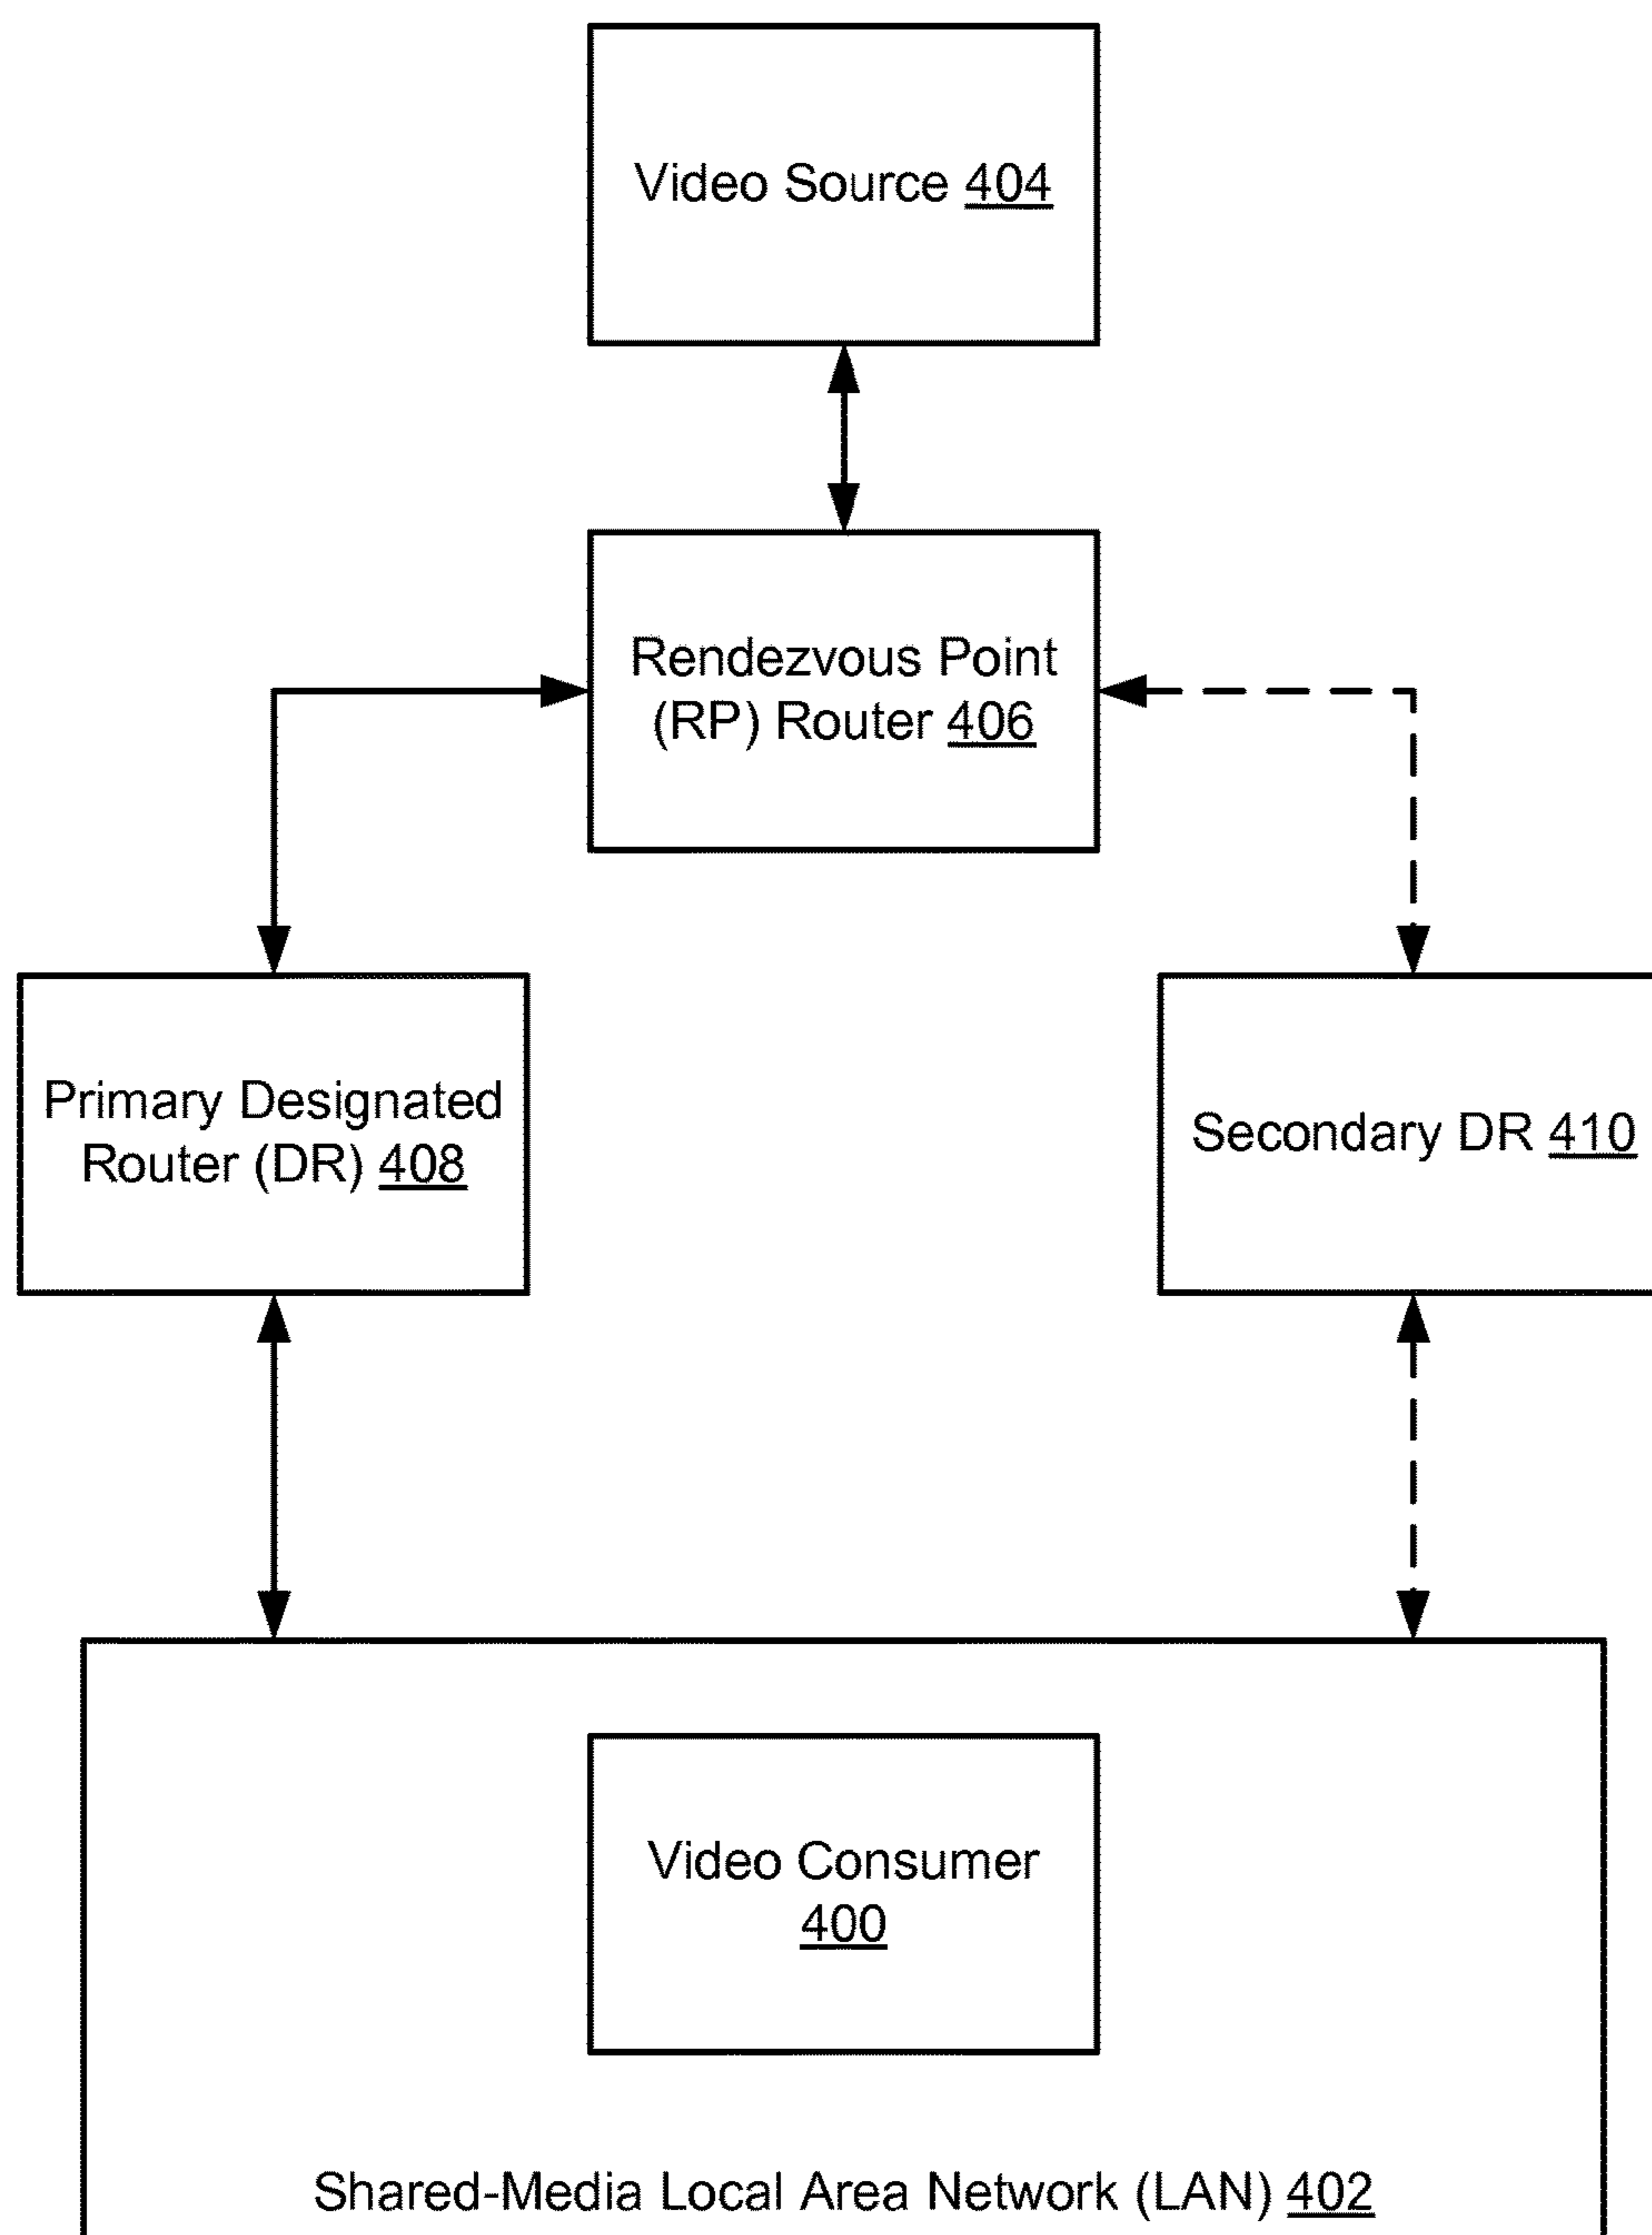 Video Source 404
Rendezvous Point
(RP) Router 406
Primary Designated
Router (DR) 408
Secondary DR 410
Video Consumer
400
Shared-Media Local Area Network (LAN) 402